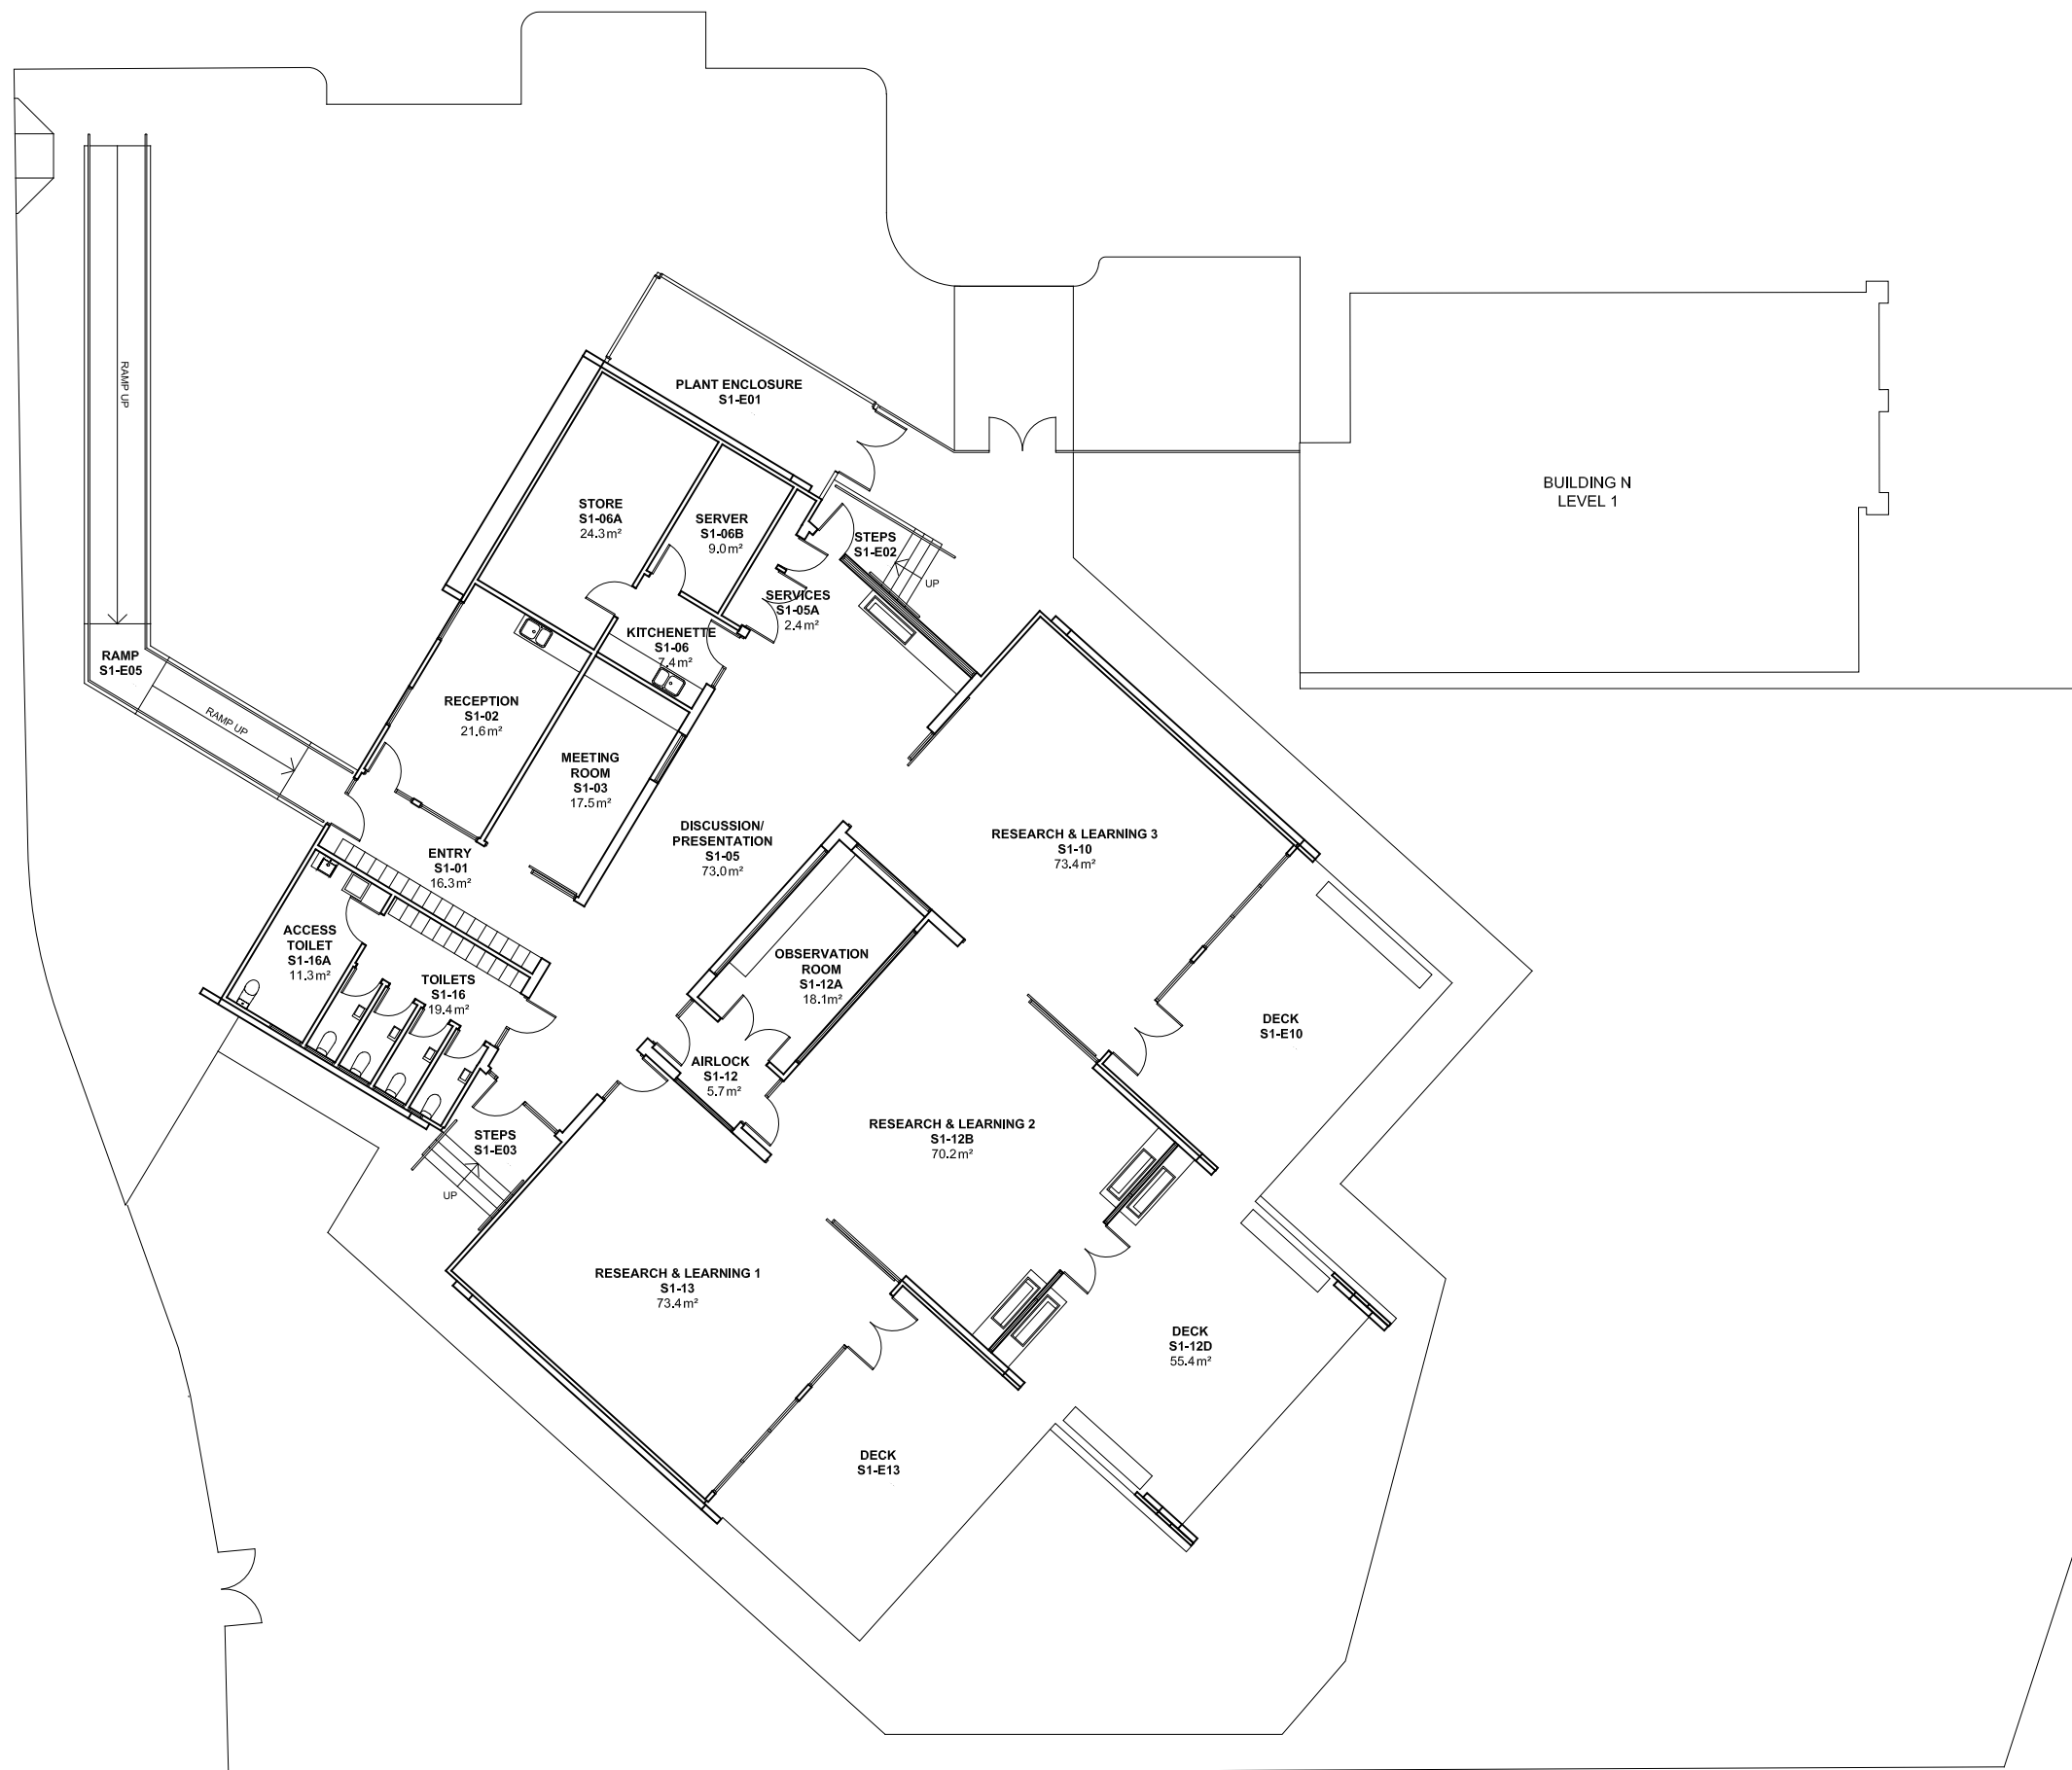 RAMP UP
PLANT ENCLOSURE
S1-E01
BUILDING N
LEVEL 1
STORE
S1-06A
24.3m²
SERVER
S1-06B
9.0m²
STEPS
S1-E02
UP
SERVICES
S1-05A
2.4m²
KITCHENETTE
S1-06
7.4m²
RAMP
S1-E05
RAMP UP
RECEPTION
S1-02
21.6m²
MEETING
ROOM
S1-03
17.5m²
DISCUSSION/
PRESENTATION
S1-05
73.0m²
RESEARCH & LEARNING 3
S1-10
73.4m²
ENTRY
S1-01
16.3m²
ACCESS
TOILET
S1-16A
11.3m²
TOILETS
S1-16
19.4m²
OBSERVATION
ROOM
S1-12A
18.1m²
DECK
S1-E10
AIRLOCK
S1-12
5.7m²
STEPS
S1-E03
UP
RESEARCH & LEARNING 2
S1-12B
70.2m²
RESEARCH & LEARNING 1
S1-13
73.4m²
DECK
S1-12D
55.4m²
DECK
S1-E13